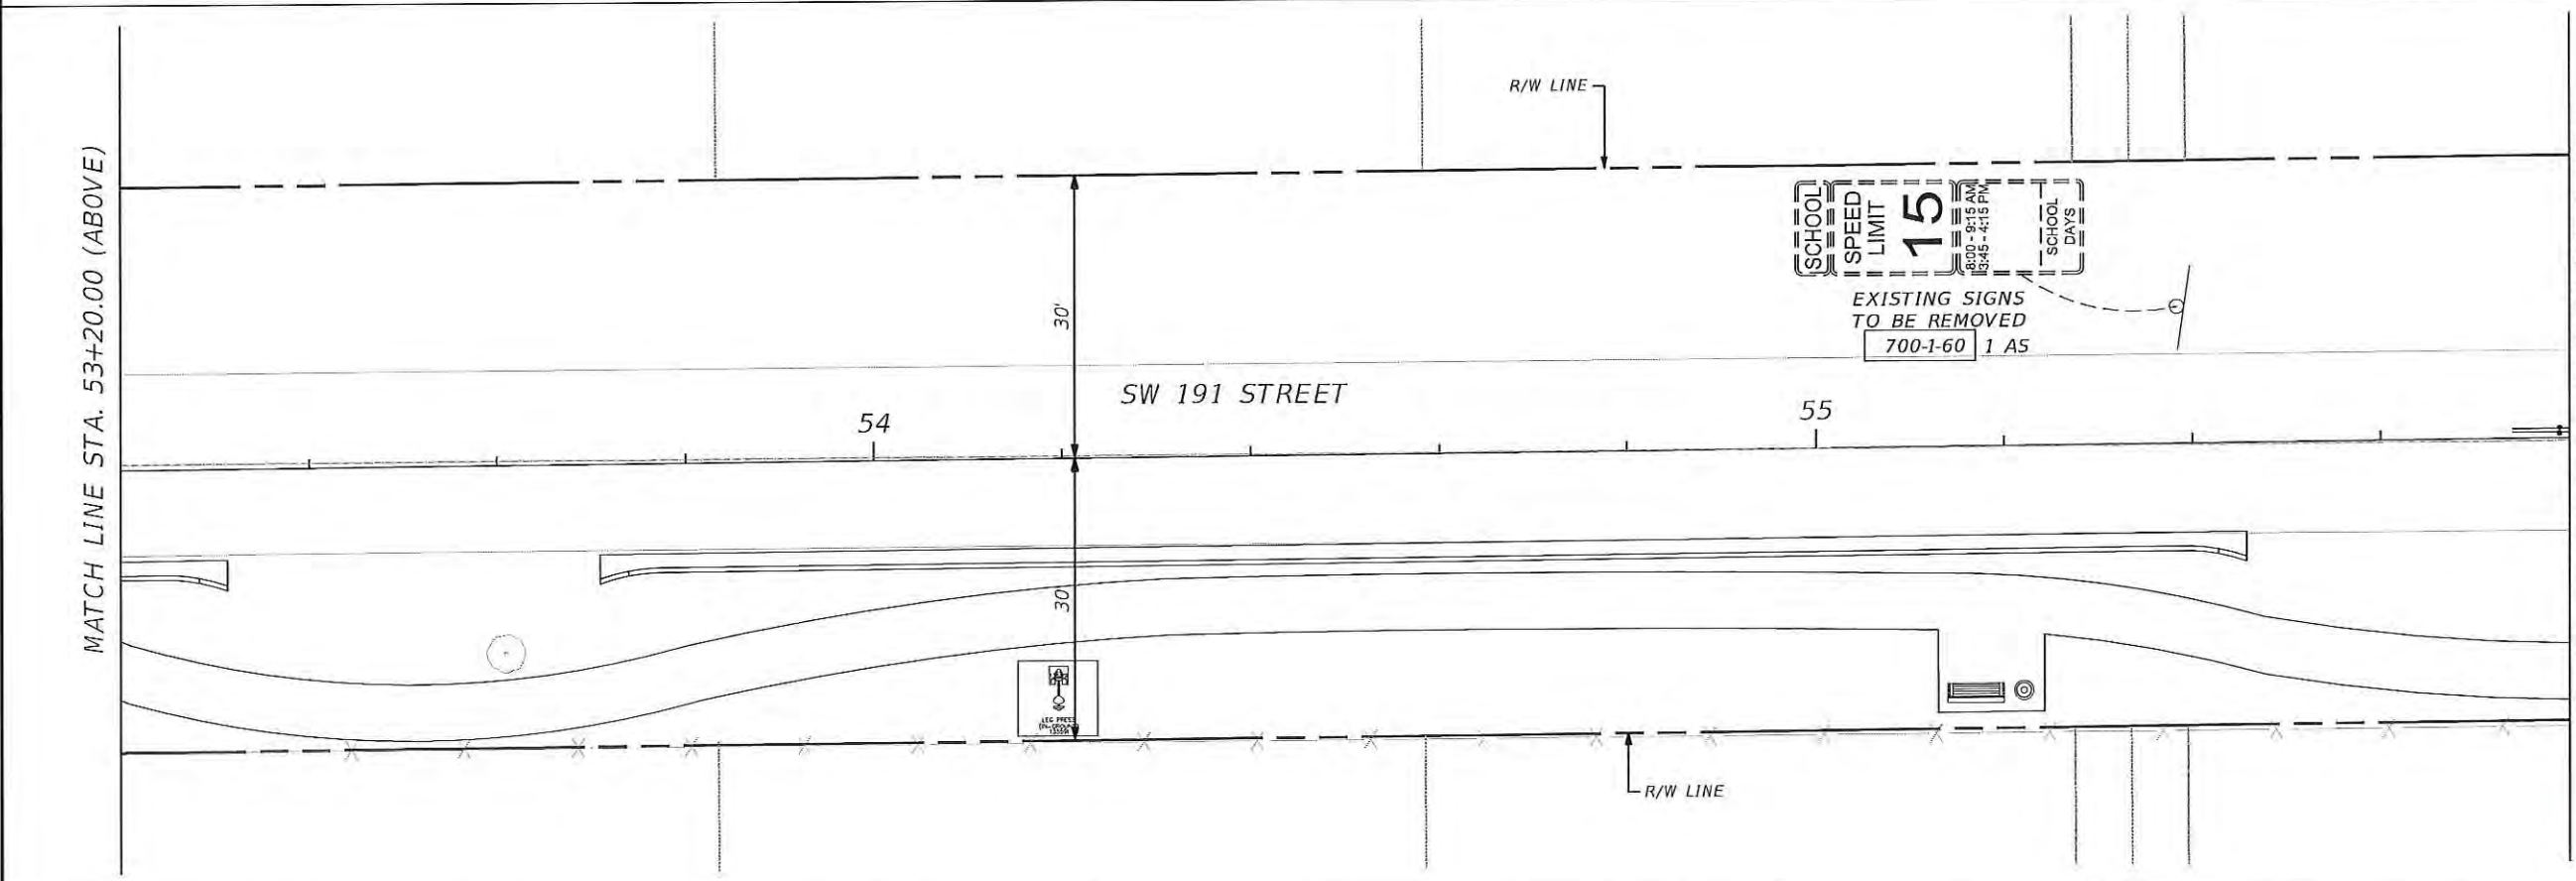 MATCH LINE STA. 53+20.00 (ABOVE)
R/W LINE
SCHOOL
SPEED
LIMIT
15
8:00 - 9:15 AM
3:45 - 4:15 PM
SCHOOL
DAYS
EXISTING SIGNS
TO BE REMOVED
700-1-60 1 AS
30'
SW 191 STREET
54
55
30'
LEG PRESS
R/W LINE